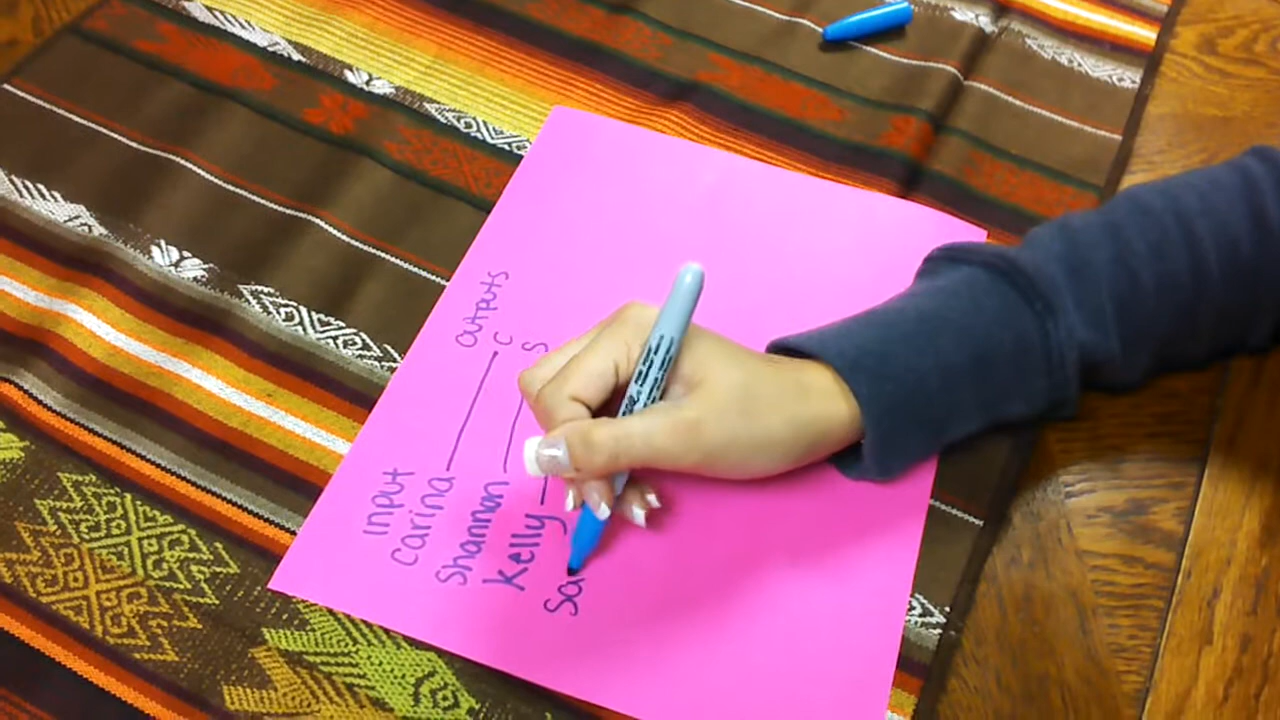 Input outputs
Carina — C
Shannon — S
Kelly —
Sa